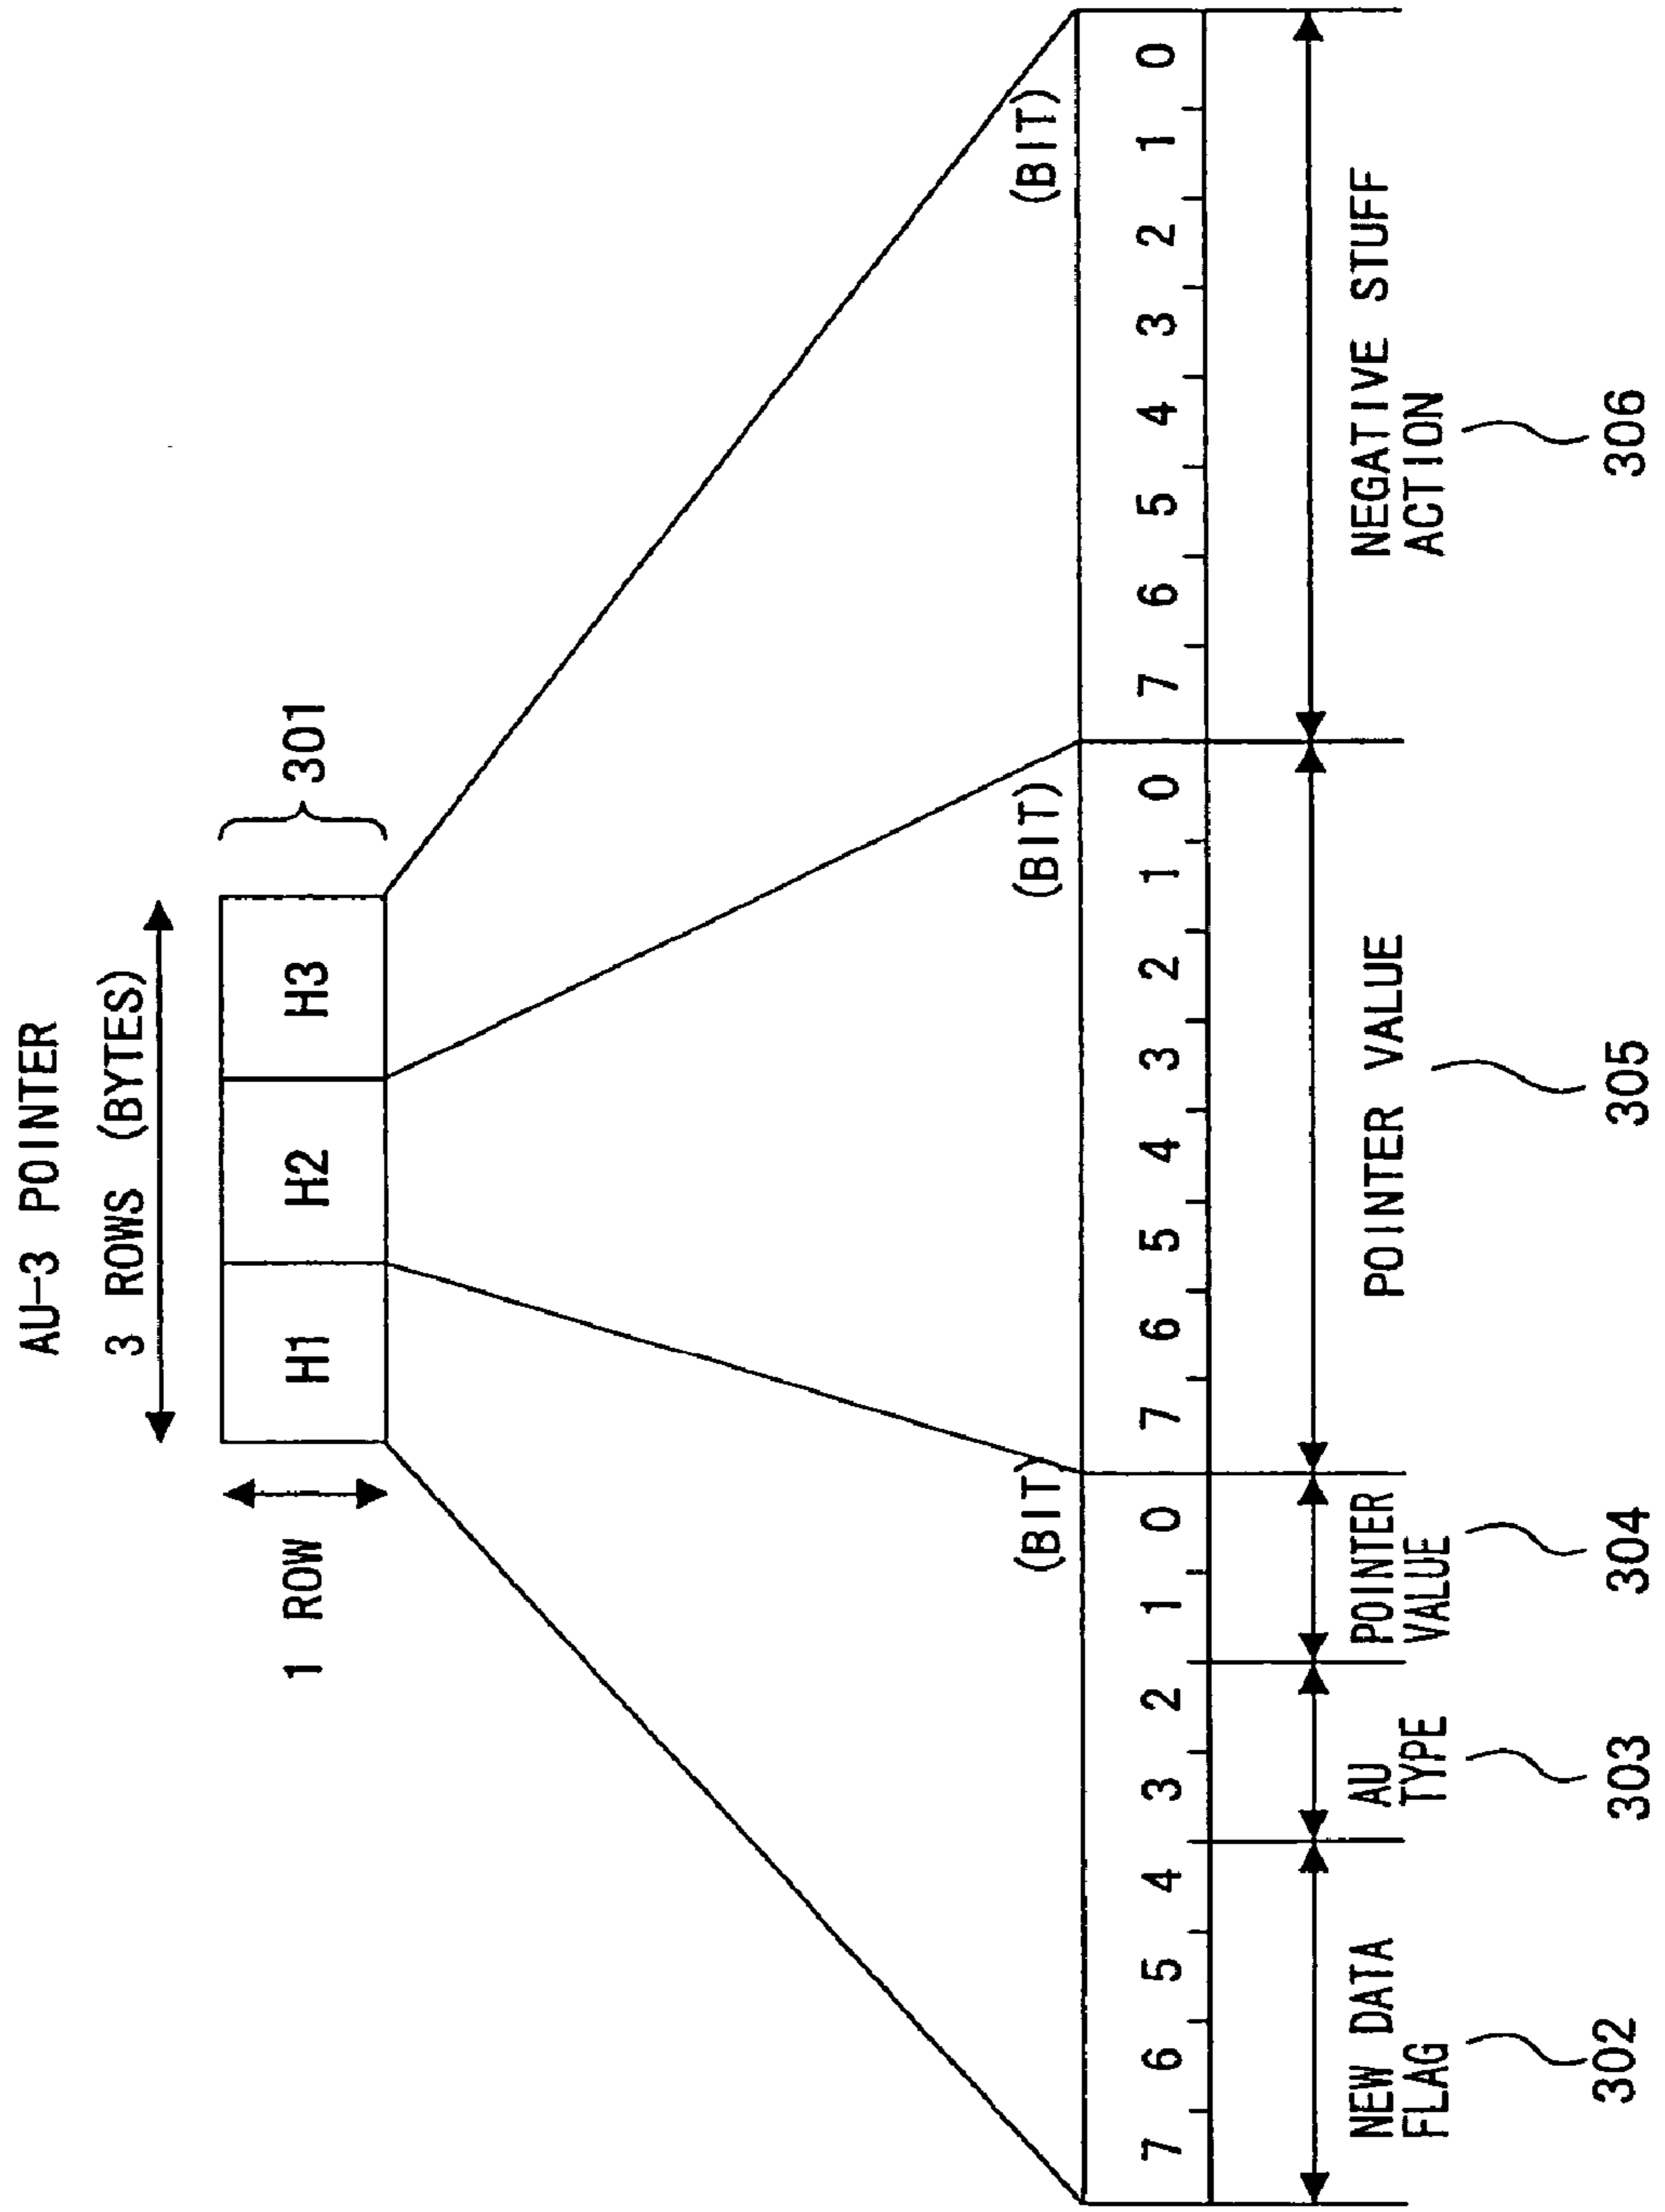 AU-3 POINTER
3 ROWS (BYTES)
1 ROW
H1 H2 H3
301
(BIT) (BIT) (BIT)
7 6 5 4 3 2 1 0 7 6 5 4 3 2 1 0 7 6 5 4 3 2 1 0
NEW DATA
FLAG
AU
TYPE
POINTER
VALUE
POINTER VALUE
NEGATIVE STUFF
ACTION
302 303 304 305 306